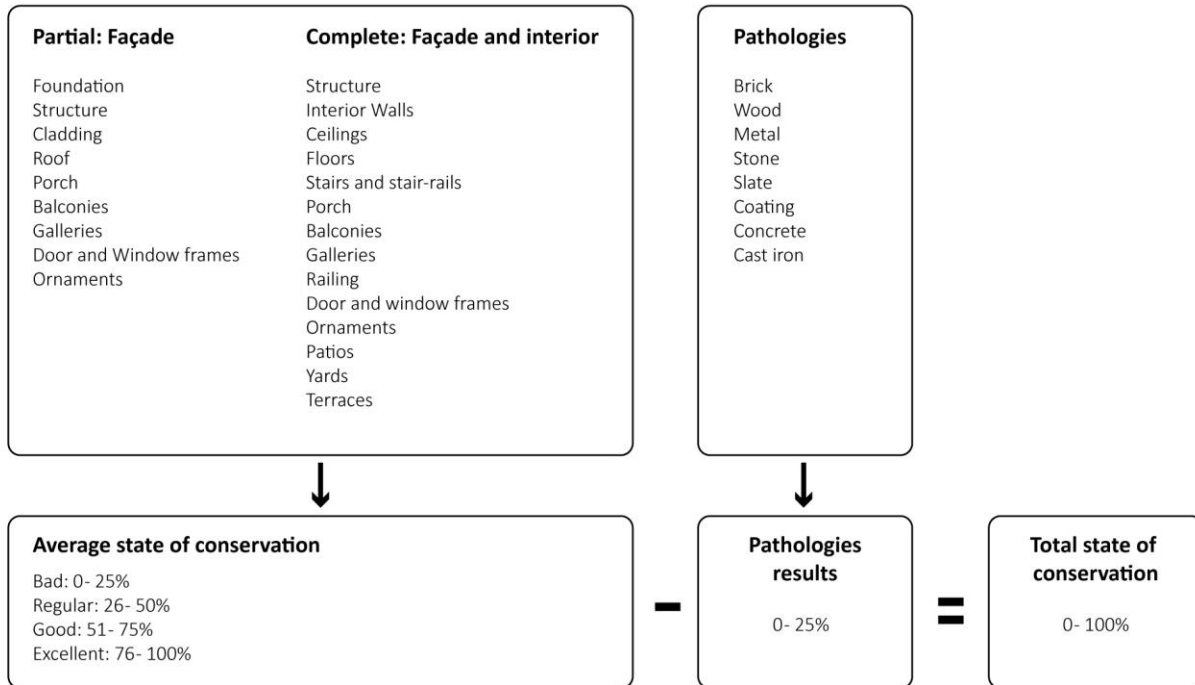 Partial: Façade
Foundation
Structure
Cladding
Roof
Porch
Balconies
Galleries
Door and Window frames
Ornaments
Complete: Façade and interior
Structure
Interior Walls
Ceilings
Floors
Stairs and stair-rails
Porch
Balconies
Galleries
Railing
Door and window frames
Ornaments
Patios
Yards
Terraces
Pathologies
Brick
Wood
Metal
Stone
Slate
Coating
Concrete
Cast iron
Average state of conservation
Bad: 0- 25%
Regular: 26- 50%
Good: 51- 75%
Excellent: 76- 100%
-
Pathologies
results
0- 25%
=
Total state of
conservation
0- 100%